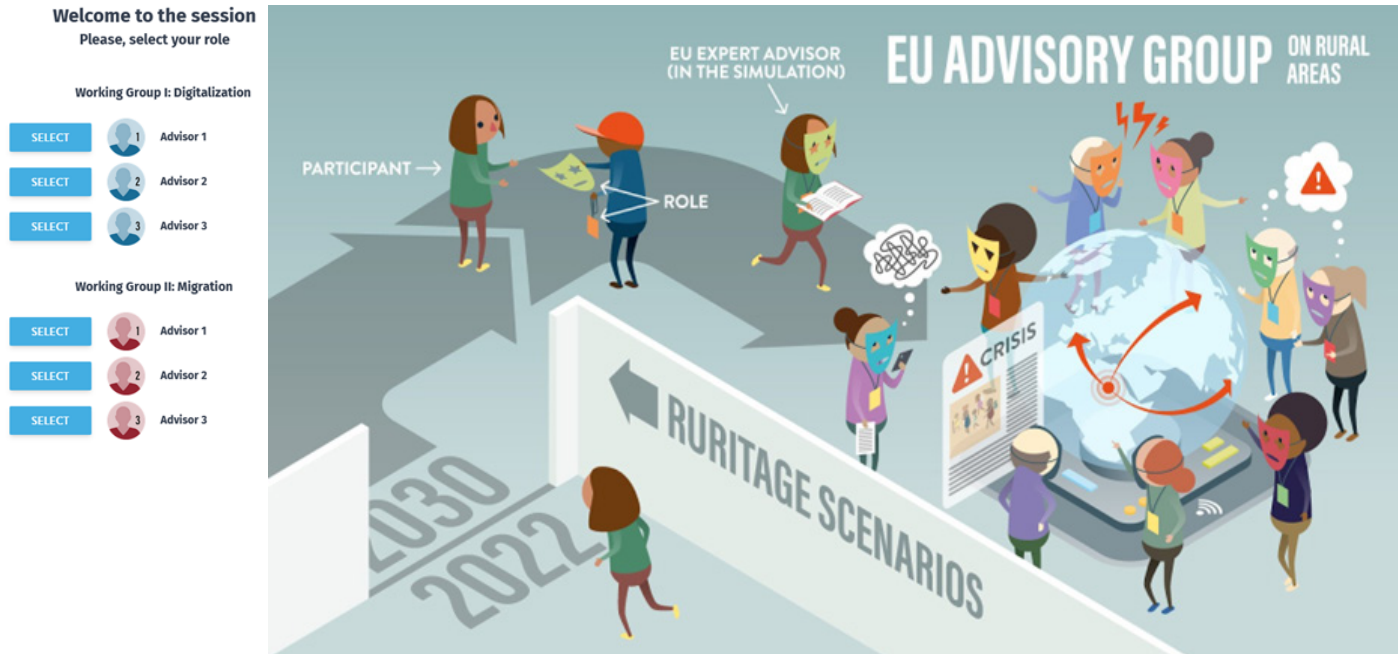 Welcome to the session
Please, select your role
Working Group I: Digitalization
SELECT
1
Advisor 1
SELECT
2
Advisor 2
SELECT
3
Advisor 3
Working Group II: Migration
SELECT
1
Advisor 1
SELECT
2
Advisor 2
SELECT
3
Advisor 3
EU ADVISORY GROUP
ON RURAL
AREAS
EU EXPERT ADVISOR
(IN THE SIMULATION)
PARTICIPANT
ROLE
CRISIS
RURITAGE SCENARIOS
2030
2022